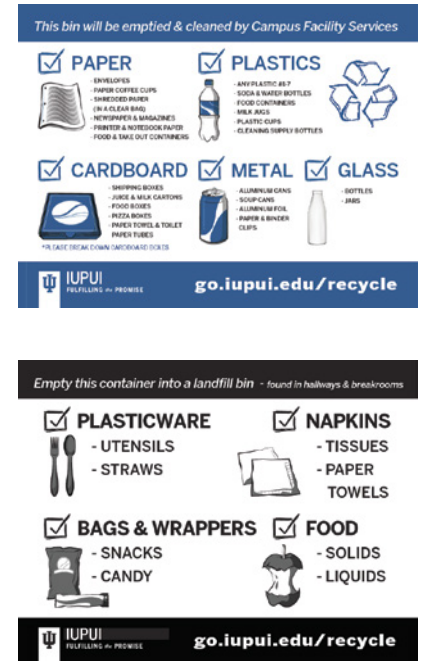 This bin will be emptied & cleaned by Campus Facility Services
PAPER
- ENVELOPES
- PAPER COFFEE CUPS
- SHREDDED PAPER
(IN A CLEAR BAG)
- NEWSPAPER & MAGAZINES
- PRINTER & NOTEBOOK PAPER
- FOOD & TAKE OUT CONTAINERS
PLASTICS
- ANY PLASTIC #1-7
- SODA & WATER BOTTLES
- FOOD CONTAINERS
- MILK JUGS
- PLASTIC CUPS
- CLEANING SUPPLY BOTTLES
CARDBOARD
- SHIPPING BOXES
- JUICE & MILK CARTONS
- FOOD BOXES
- PIZZA BOXES
- PAPER TOWEL & TOILET
PAPER TUBES
*PLEASE BREAK DOWN CARDBOARD BOXES
METAL
- ALUMINUM CANS
- SOUP CANS
- ALUMINUM FOIL
- PAPER & BINDER
CLIPS
GLASS
- BOTTLES
- JARS
IUPUI
FULFILLING the PROMISE
go.iupui.edu/recycle
Empty this container into a landfill bin - found in hallways & breakrooms
PLASTICWARE
- UTENSILS
- STRAWS
NAPKINS
- TISSUES
- PAPER
TOWELS
BAGS & WRAPPERS
- SNACKS
- CANDY
FOOD
- SOLIDS
- LIQUIDS
IUPUI
FULFILLING the PROMISE
go.iupui.edu/recycle